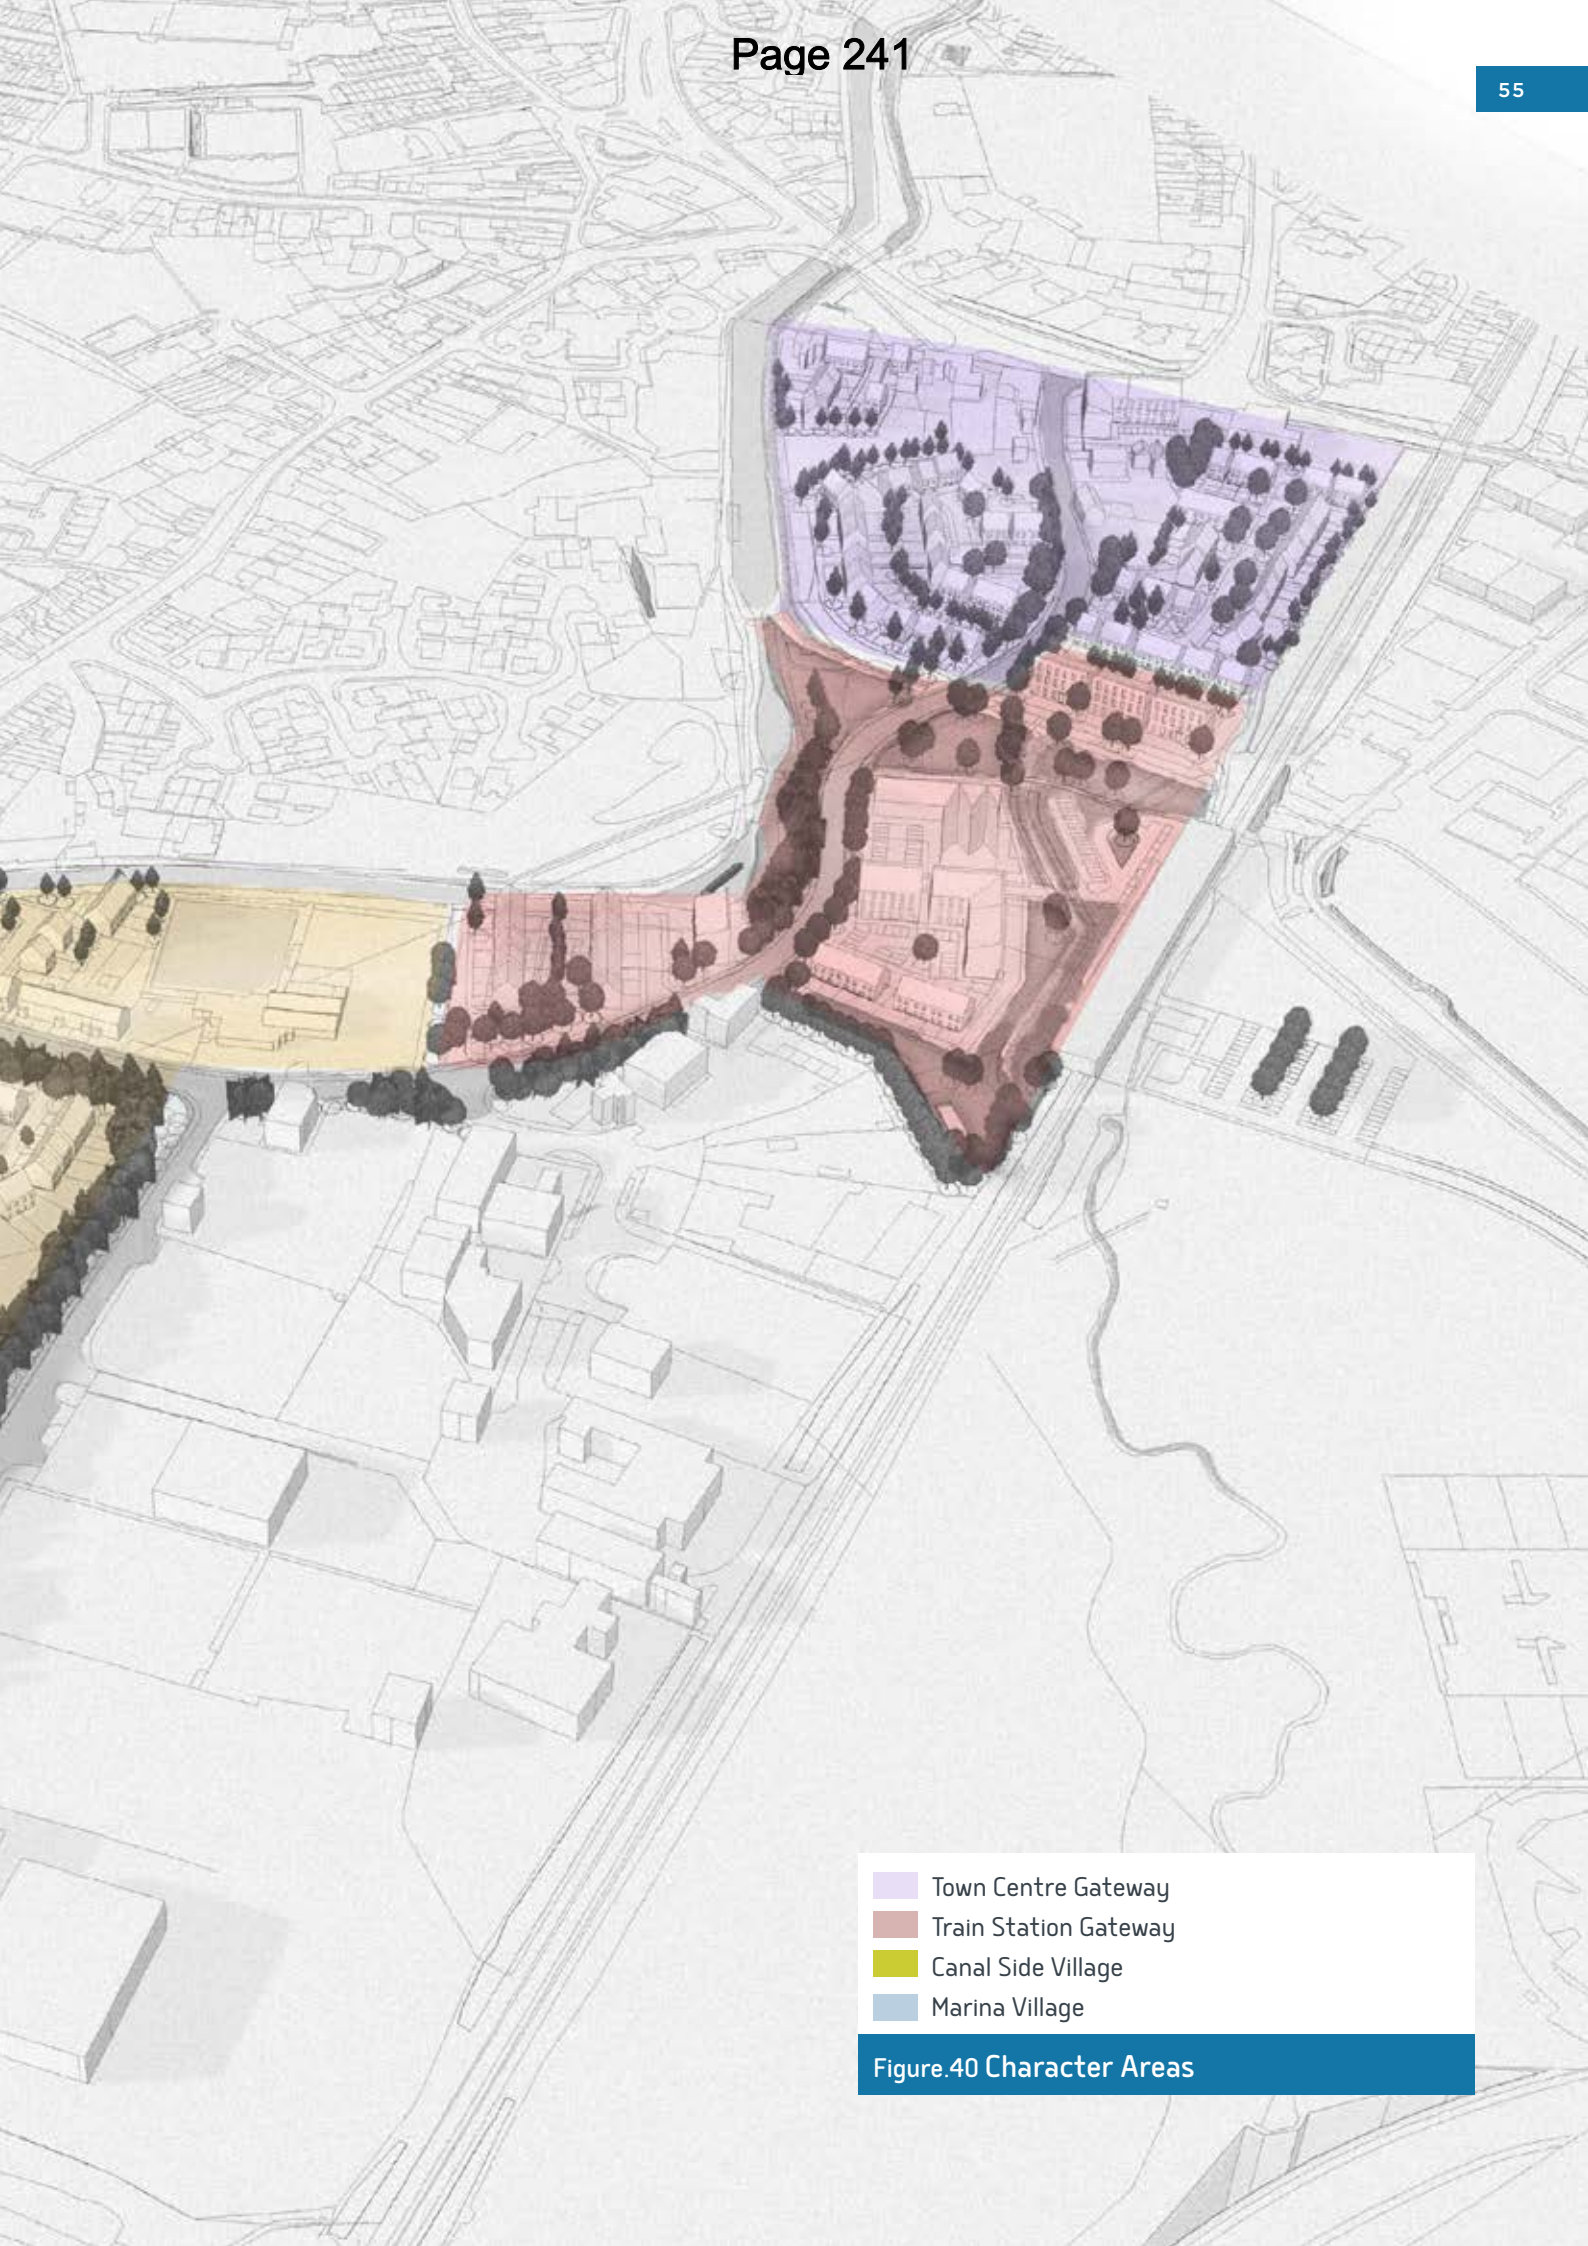 Page 241
55
Town Centre Gateway
Train Station Gateway
Canal Side Village
Marina Village
Figure.40 Character Areas